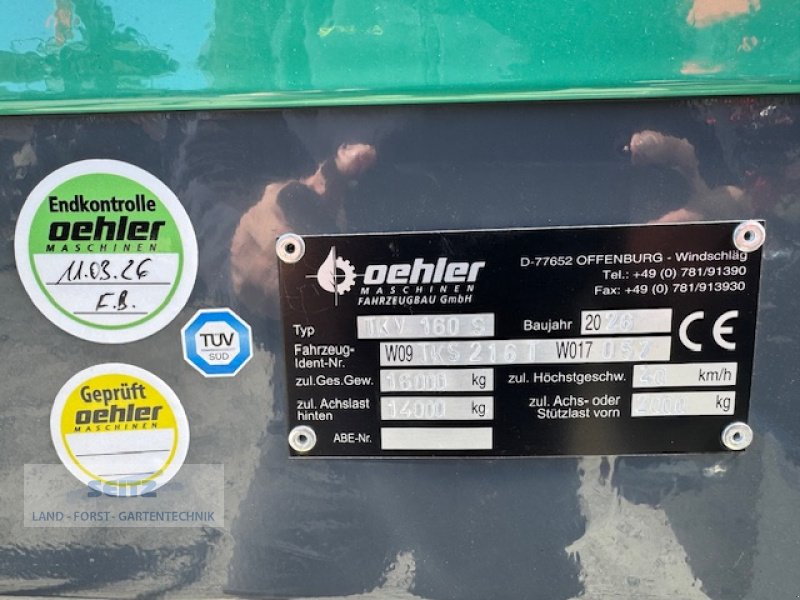 Endkontrolle
oehler
MASCHINEN
11.03.26
F.B.
TÜV
SÜD
Geprüft
oehler
MASCHINEN
SEITZ
LAND - FORST - GARTENTECHNIK
oehler
MASCHINEN
FAHRZEUGBAU GmbH
D-77652 OFFENBURG - Windschläg
Tel.: +49 (0) 781/91390
Fax: +49 (0) 781/913930
Typ TKV 160 S Baujahr 2026 CE
Fahrzeug-
Ident-Nr. W09 TKS216T W017 052
zul.Ges.Gew. 16000 kg zul. Höchstgeschw. 40 km/h
zul. Achslast
hinten 14000 kg
zul. Achs- oder
Stützlast vorn 2000 kg
ABE-Nr.